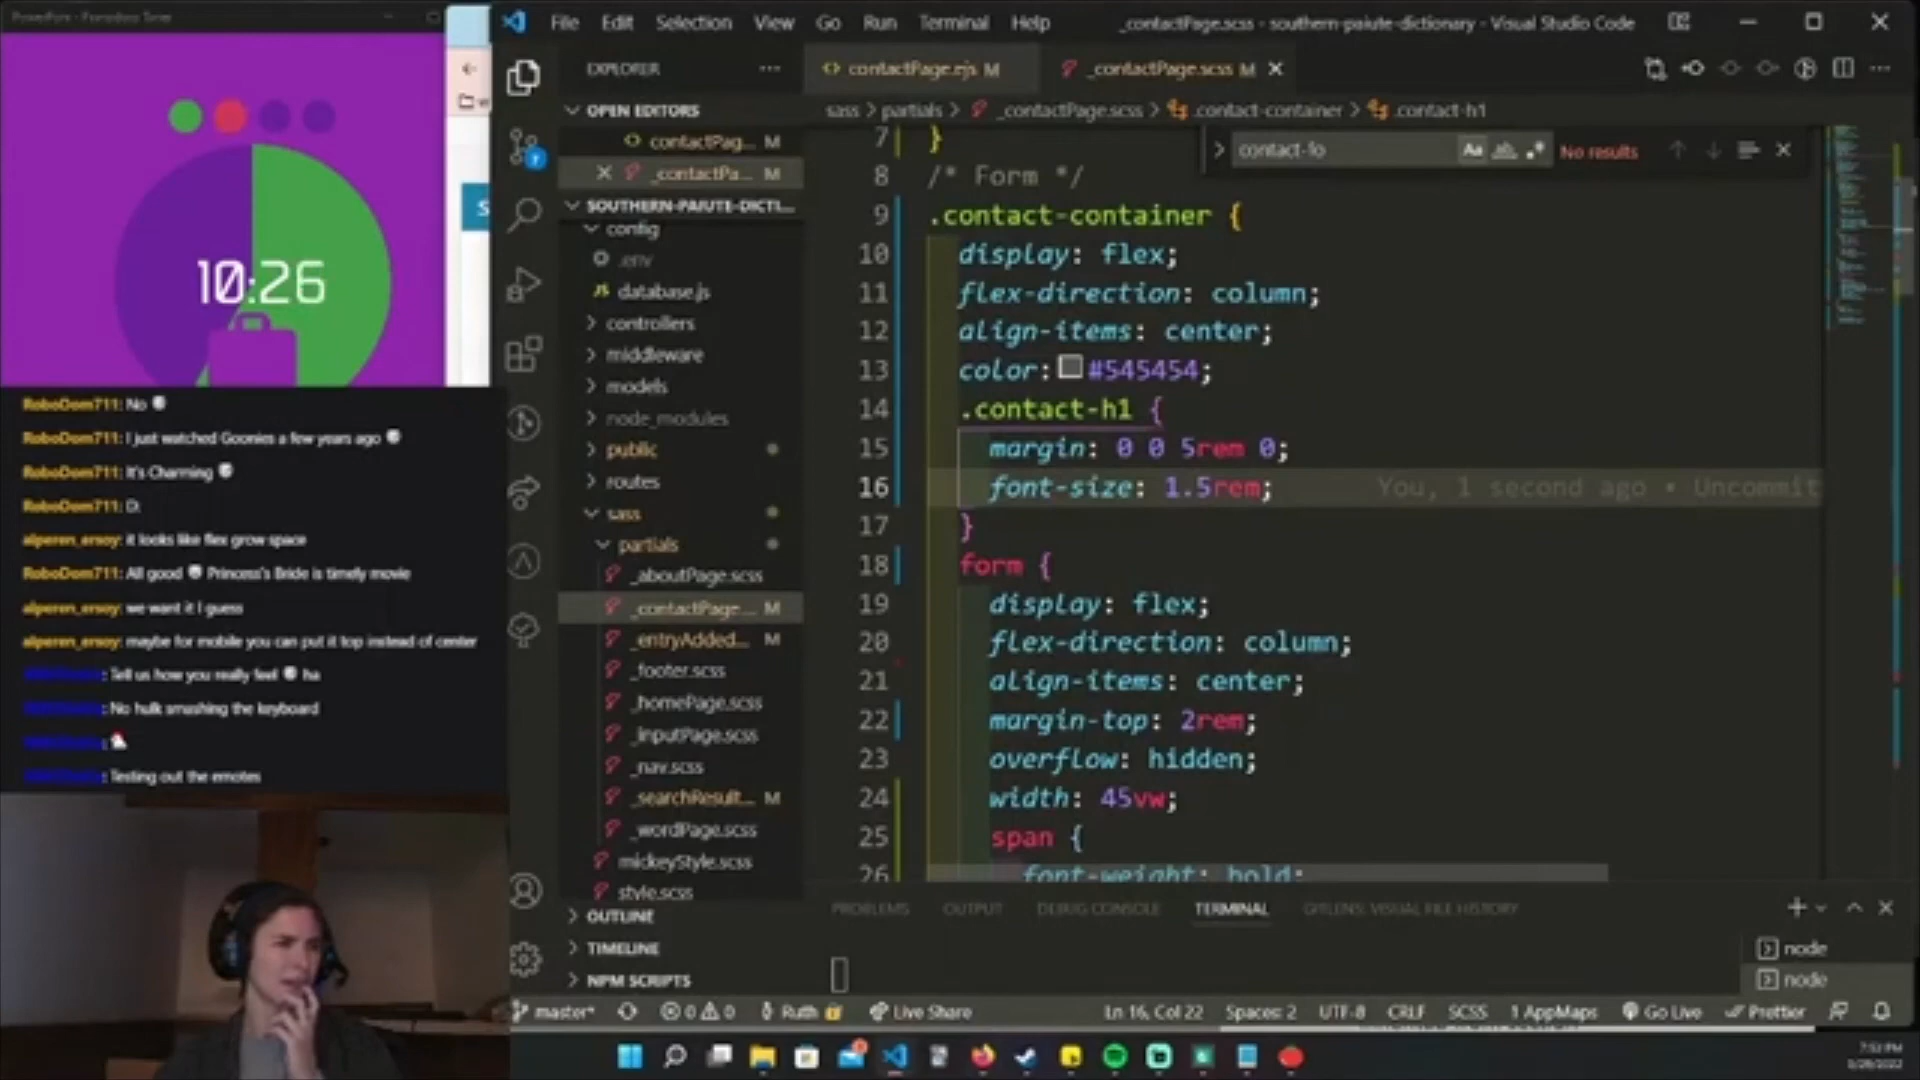 PomoDoro Timer
10:26
RoboDom711: No
RoboDom711: I just watched Goonies a few years ago
RoboDom711: It's Charming
RoboDom711: D:
alperen_ersoy: it looks like flex grow space
RoboDom711: All good Princess's Bride is timely movie
alperen_ersoy: we want it I guess
alperen_ersoy: maybe for mobile you can put it top instead of center
: Tell us how you really feel ha
: No hulk smashing the keyboard
:
: Testing out the emotes
File Edit Selection View Go Run Terminal Help
_contactPage.scss - southern-paiute-dictionary - Visual Studio Code
EXPLORER
OPEN EDITORS
contactPag... M
_contactPa... M
SOUTHERN-PAIUTE-DICTI...
config
.env
JS database.js
controllers
middleware
models
node_modules
public
routes
sass
partials
_aboutPage.scss
_contactPage... M
_entryAdded... M
_footer.scss
_homePage.scss
_inputPage.scss
_nav.scss
_searchResult... M
_wordPage.scss
mickeyStyle.scss
style.scss
OUTLINE
TIMELINE
NPM SCRIPTS
contactPage.ejs M
_contactPage.scss M
sass > partials > _contactPage.scss > .contact-container > .contact-h1
contact-fo
Aa
No results
7 }
8 /* Form */
9 .contact-container {
10 display: flex;
11 flex-direction: column;
12 align-items: center;
13 color: #545454;
14 .contact-h1 {
15 margin: 0 0 5rem 0;
16 font-size: 1.5rem; You, 1 second ago • Uncommit
17 }
18 form {
19 display: flex;
20 flex-direction: column;
21 align-items: center;
22 margin-top: 2rem;
23 overflow: hidden;
24 width: 45vw;
25 span {
26 font-weight: bold;
PROBLEMS OUTPUT DEBUG CONSOLE TERMINAL GITLENS: VISUAL FILE HISTORY
node
node
master* 0 0 Ruth Live Share
Ln 16, Col 22 Spaces: 2 UTF-8 CRLF SCSS 1 AppMaps Go Live Prettier
7:53 PM